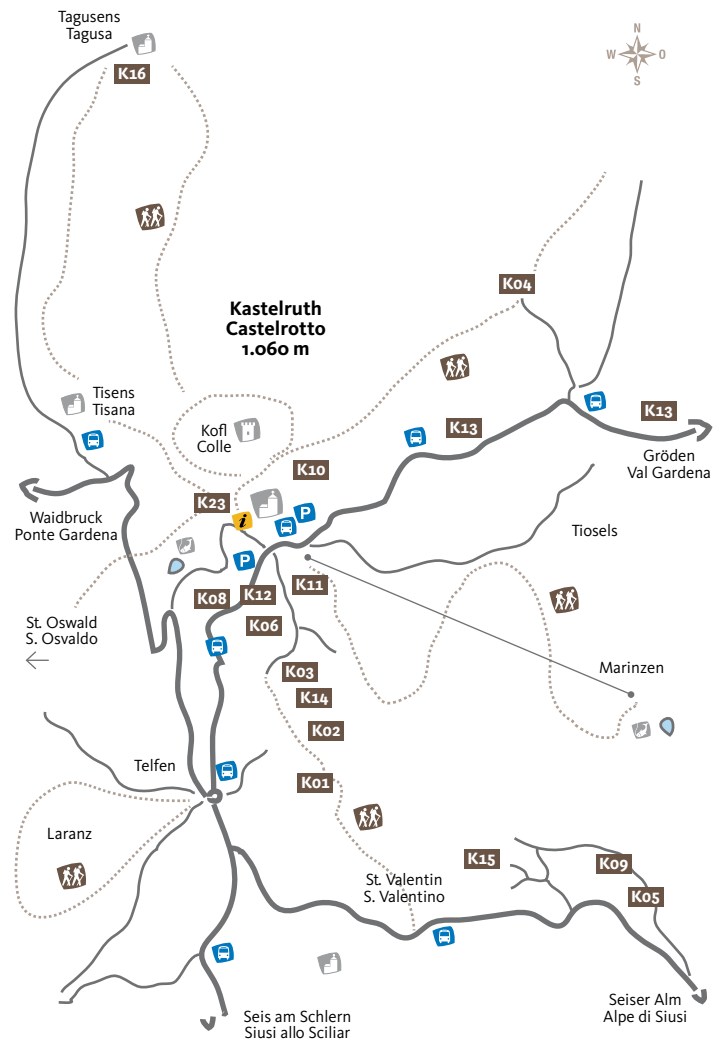 Tagusens
Tagusa
K16
N
W
O
S
K04
Kastelruth
Castelrotto
1.060 m
Tisens
Tisana
Kofl
Colle
K13
K13
Gröden
Val Gardena
K10
K23
i
P
Waidbruck
Ponte Gardena
Tiosels
P
K11
K12
K08
K06
St. Oswald
S. Osvaldo
K03
Marinzen
K14
K02
Telfen
K01
Laranz
K15
K09
St. Valentin
S. Valentino
K05
Seiser Alm
Alpe di Siusi
Seis am Schlern
Siusi allo Sciliar